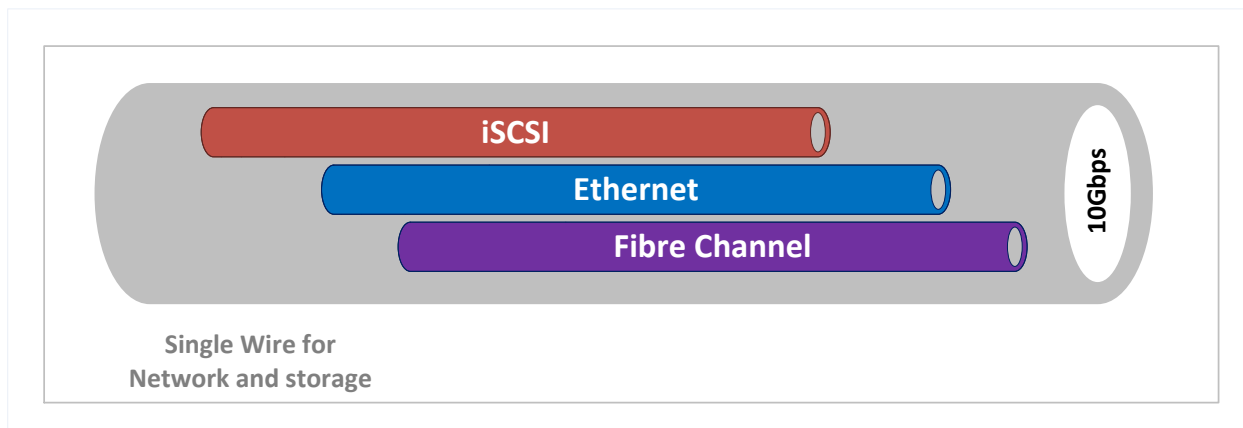 iSCSI
Ethernet
Fibre Channel
10Gbps
Single Wire for
Network and storage